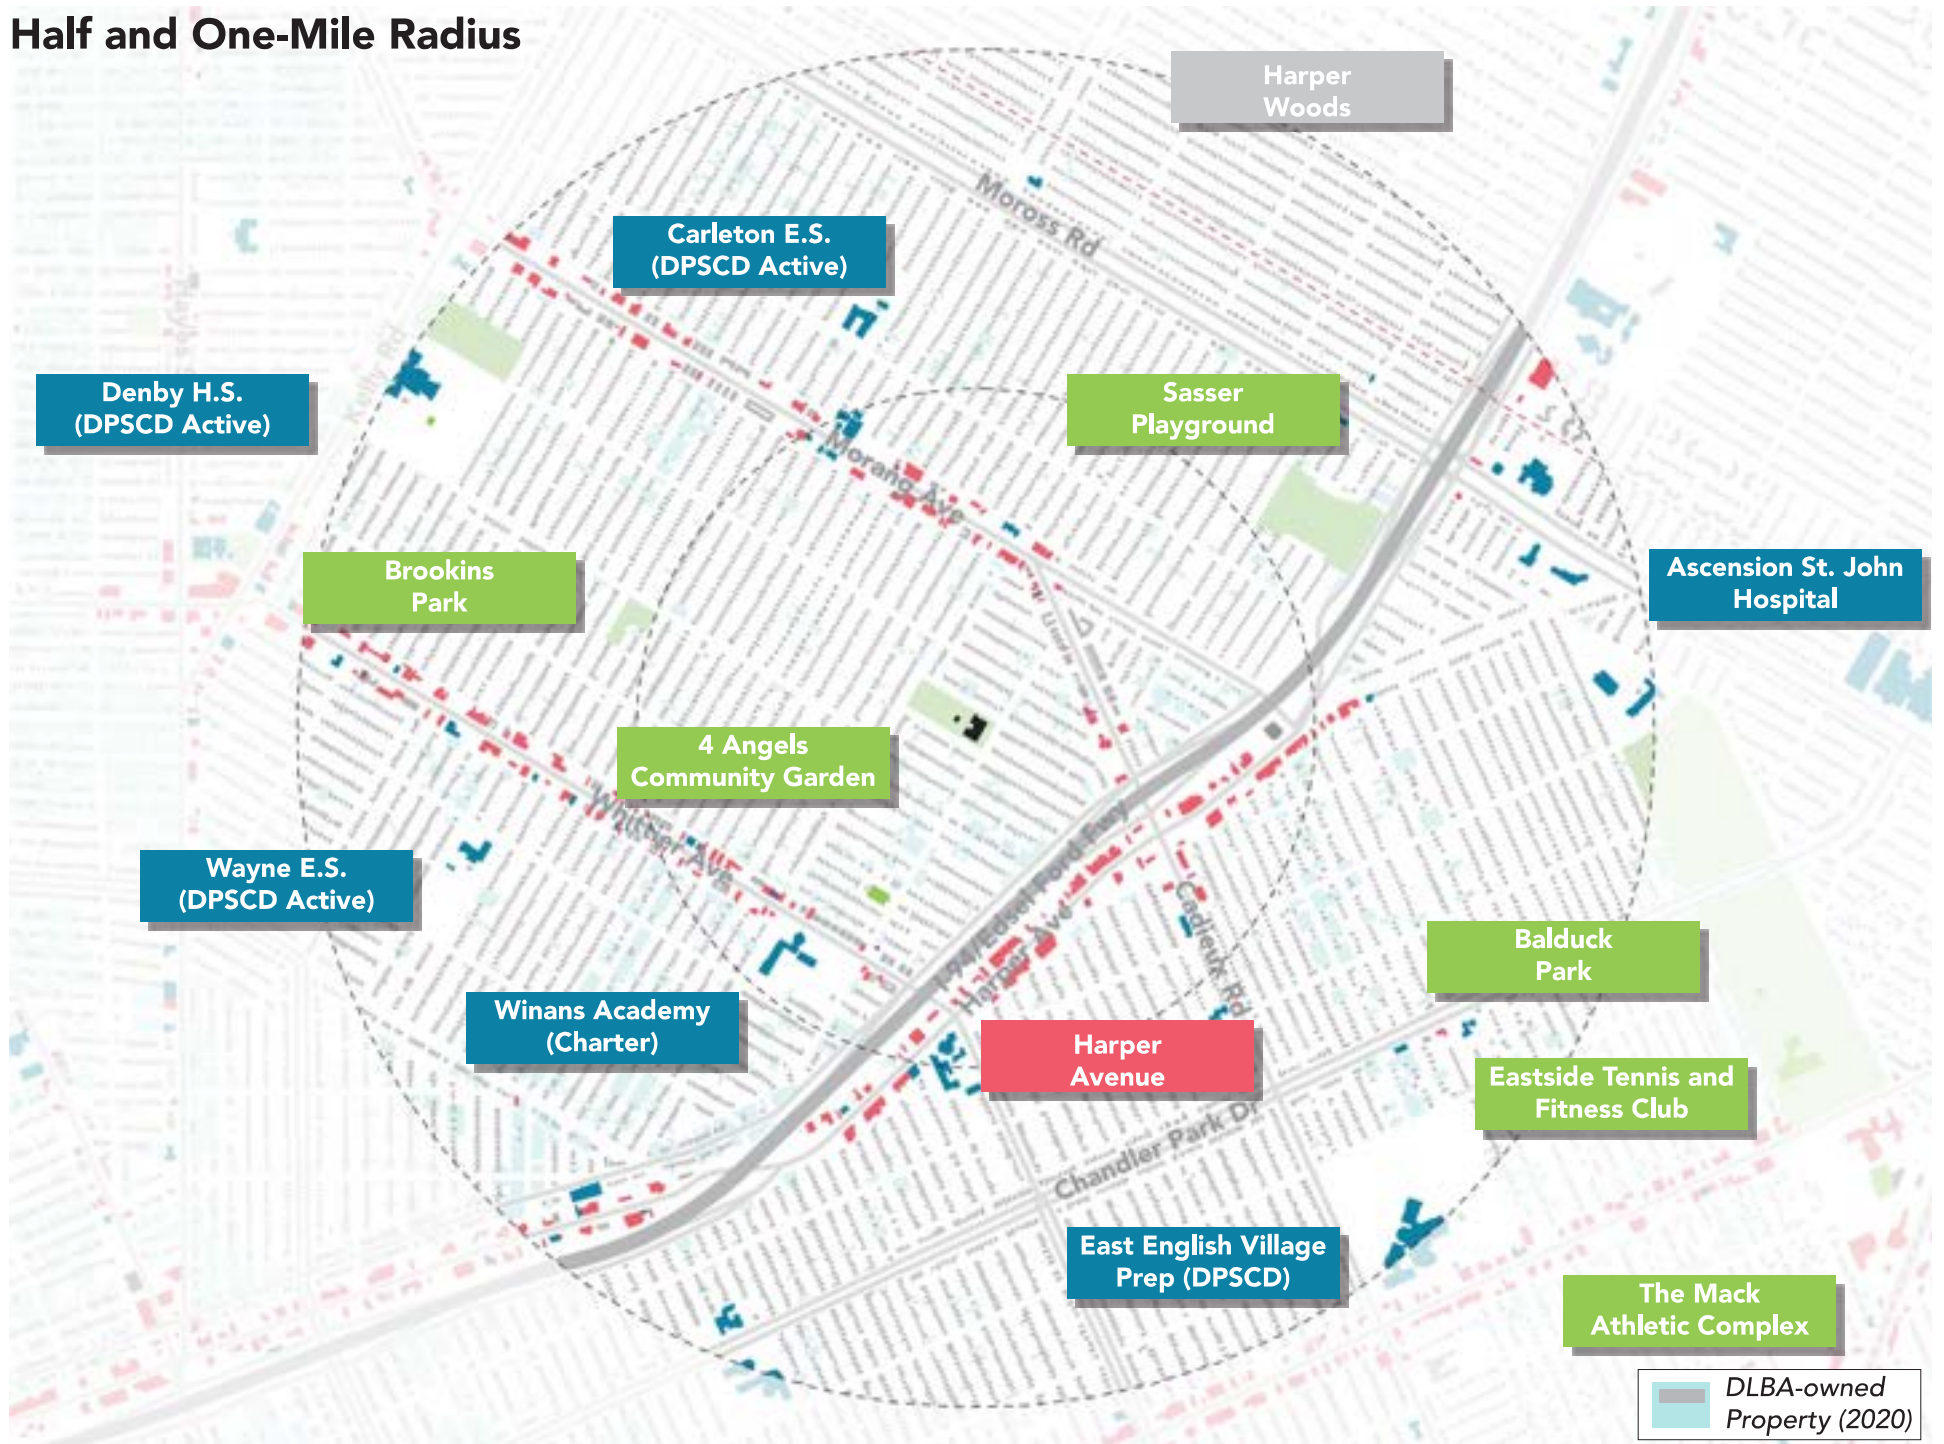 Half and One-Mile Radius
Harper
Woods
Moross Rd
Carleton E.S.
(DPSCD Active)
Kelly Rd
Denby H.S.
(DPSCD Active)
Sasser
Playground
Morang Ave
Brookins
Park
Ascension St. John
Hospital
4 Angels
Community Garden
Whittier Ave
I-94/Edsel Ford Fwy
Harper Ave
Cadieux Rd
Wayne E.S.
(DPSCD Active)
Balduck
Park
Winans Academy
(Charter)
Harper
Avenue
Eastside Tennis and
Fitness Club
Chandler Park Dr
East English Village
Prep (DPSCD)
The Mack
Athletic Complex
DLBA-owned
Property (2020)